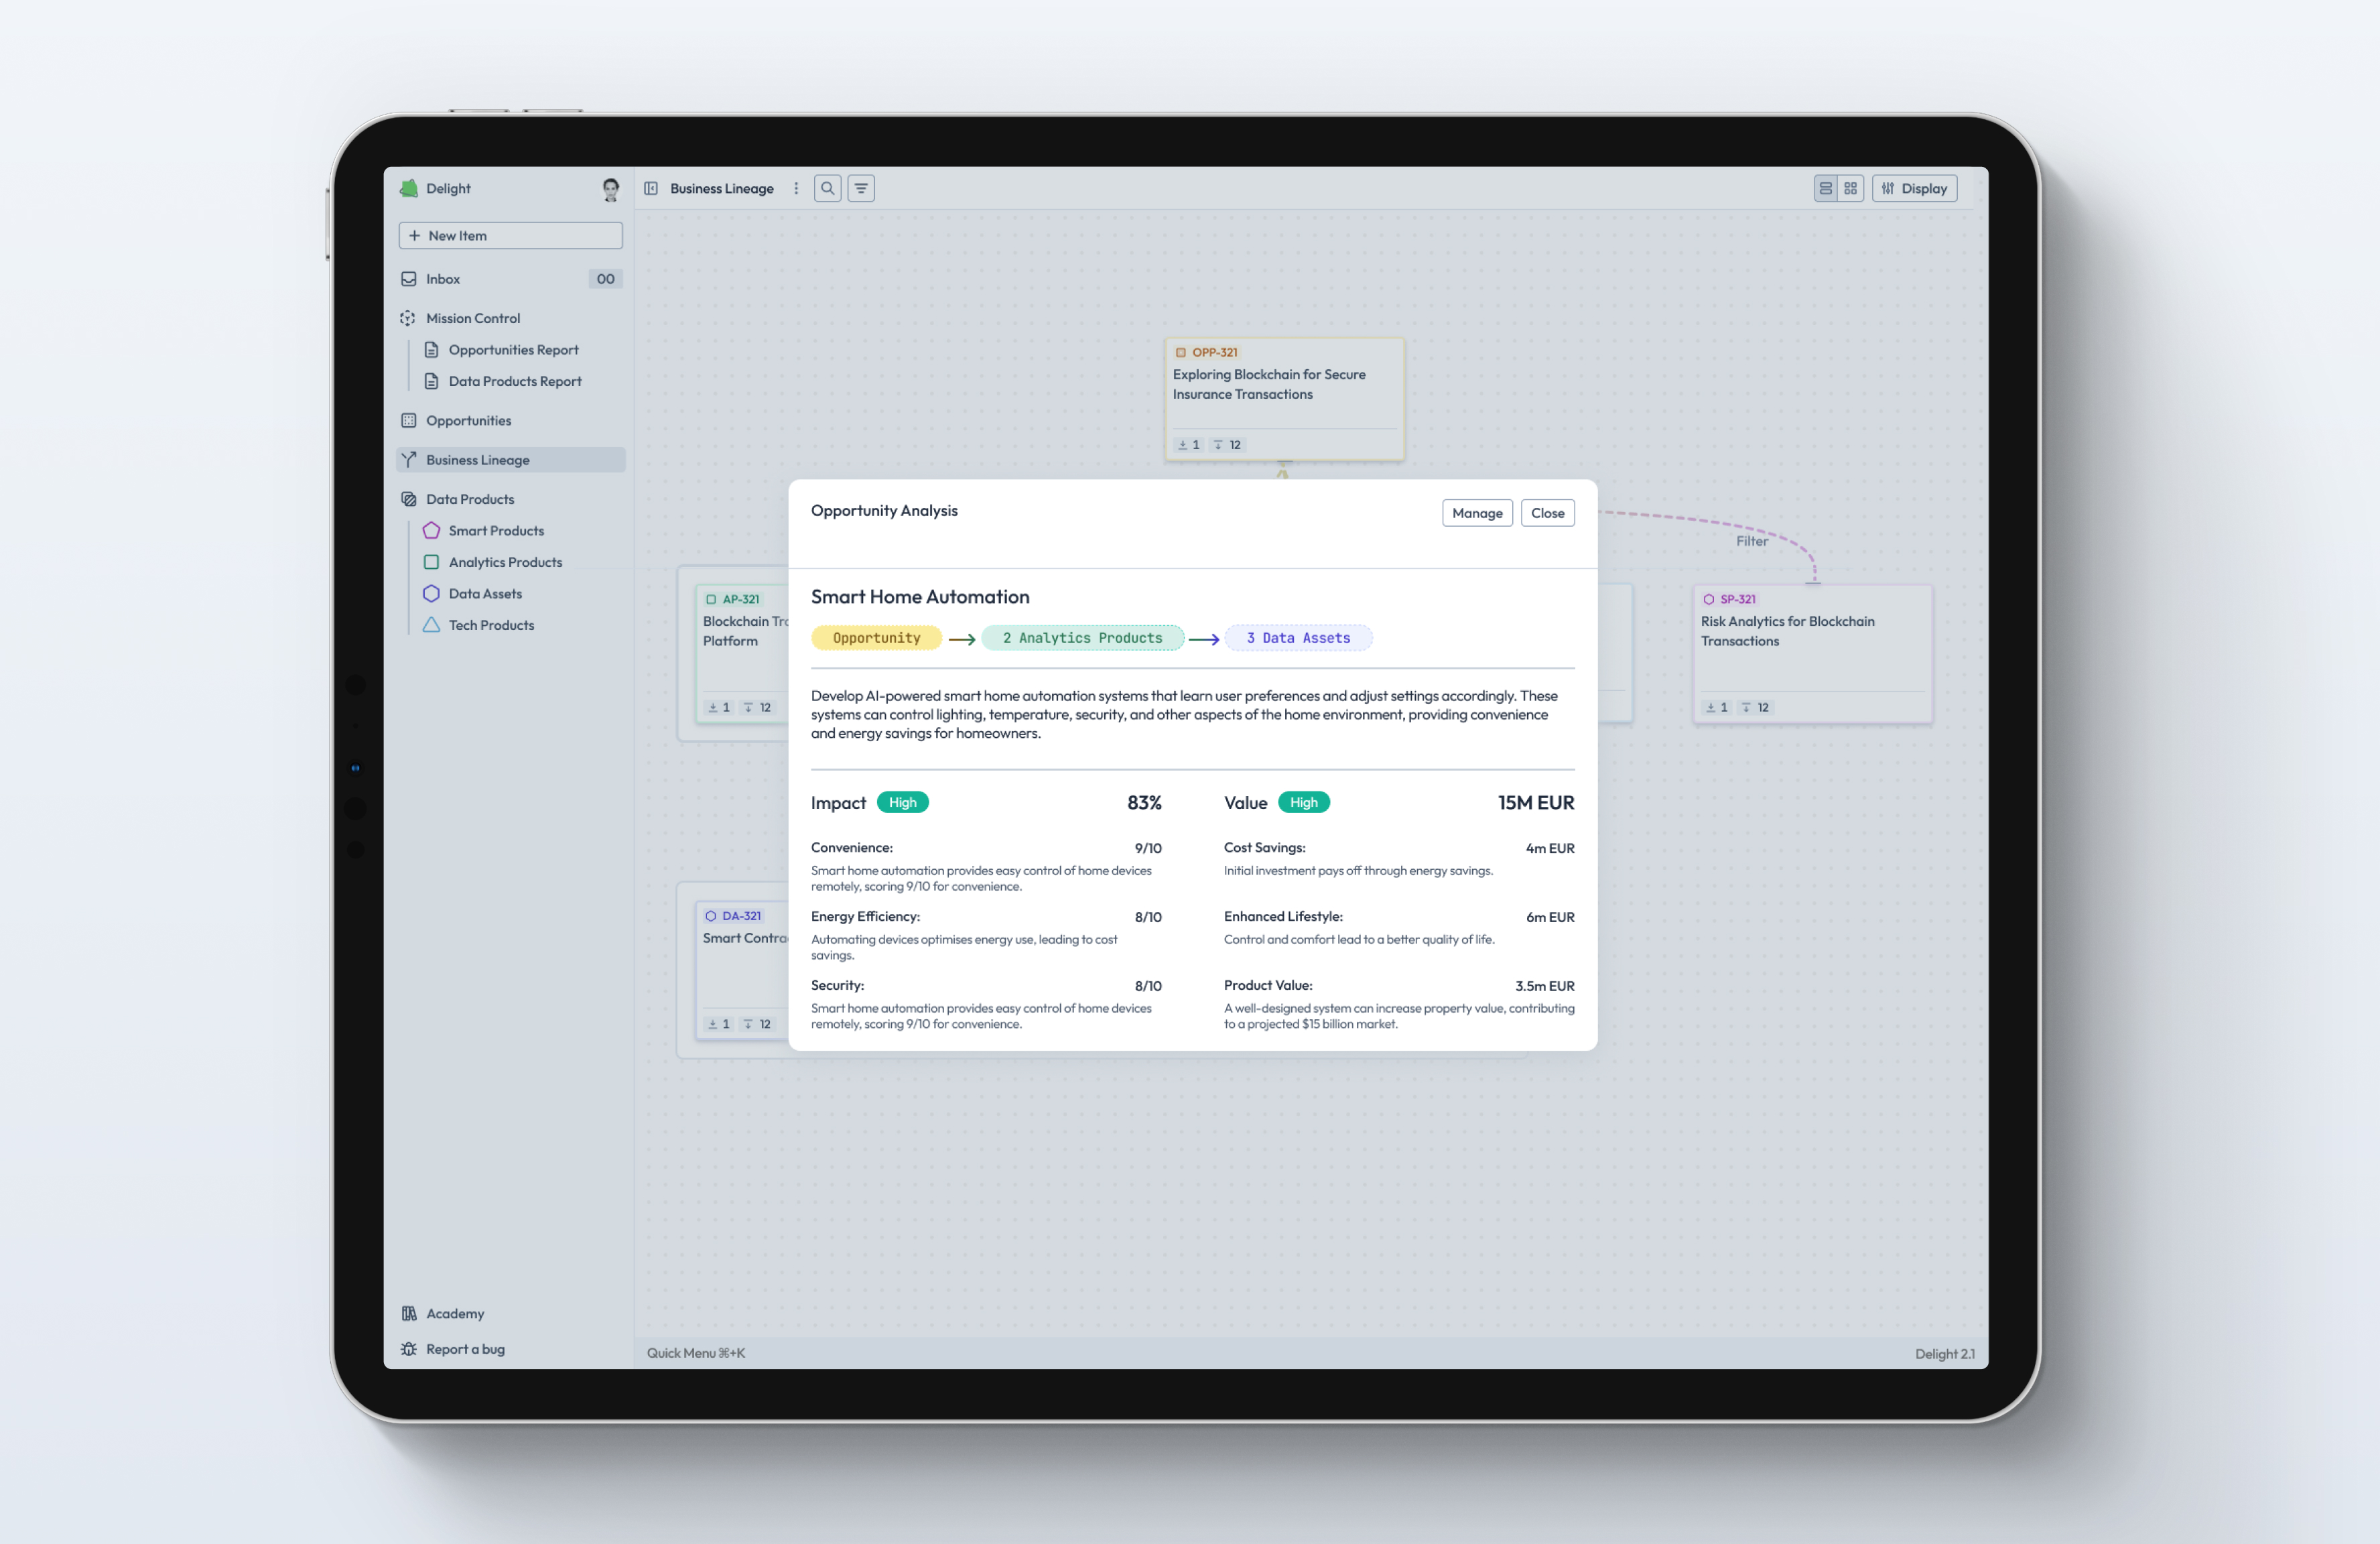 Delight
New Item
Inbox 00
Mission Control
Opportunities Report
Data Products Report
Opportunities
Business Lineage
Data Products
Smart Products
Analytics Products
Data Assets
Tech Products
Academy
Report a bug
Business Lineage
Display
OPP-321
Exploring Blockchain for Secure
Insurance Transactions
1 12
Filter
AP-321
Blockchain
Platform
1 12
SP-321
Risk Analytics for Blockchain
Transactions
1 12
DA-321
Smart
1 12
Opportunity Analysis
Manage Close
Smart Home Automation
Opportunity 2 Analytics Products 3 Data Assets
Develop AI-powered smart home automation systems that learn user preferences and adjust settings accordingly. These
systems can control lighting, temperature, security, and other aspects of the home environment, providing convenience
and energy savings for homeowners.
Impact High 83%
Convenience: 9/10
Smart home automation provides easy control of home devices
remotely, scoring 9/10 for convenience.
Energy Efficiency: 8/10
Automating devices optimises energy use, leading to cost
savings.
Security: 8/10
Smart home automation provides easy control of home devices
remotely, scoring 9/10 for convenience.
Value High 15M EUR
Cost Savings: 4m EUR
Initial investment pays off through energy savings.
Enhanced Lifestyle: 6m EUR
Control and comfort lead to a better quality of life.
Product Value: 3.5m EUR
A well-designed system can increase property value, contributing
to a projected $15 billion market.
Quick Menu ⌘+K
Delight 2.1